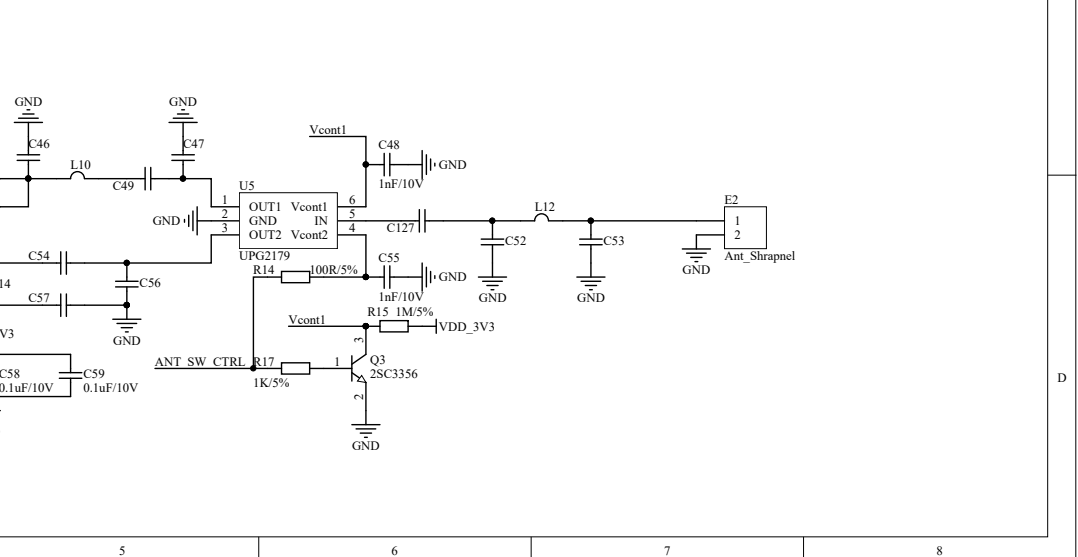 GND
GND
C46
C47
Vcont1
C48
GND
1nF/10V
L10
C49
U5
1
OUT1
Vcont1
6
GND
2
GND
IN
5
3
OUT2
Vcont2
4
UPG2179
C127
L12
E2
1
2
Ant_Shrapnel
C52
C53
GND
GND
GND
C54
C56
14
C57
GND
R14
100R/5%
C55
GND
1nF/10V
Vcont1
R15 1M/5%
VDD_3V3
V3
3
ANT_SW_CTRL
R17
1K/5%
1
Q3
2SC3356
2
GND
C58
0.1uF/10V
C59
0.1uF/10V
D
5
6
7
8